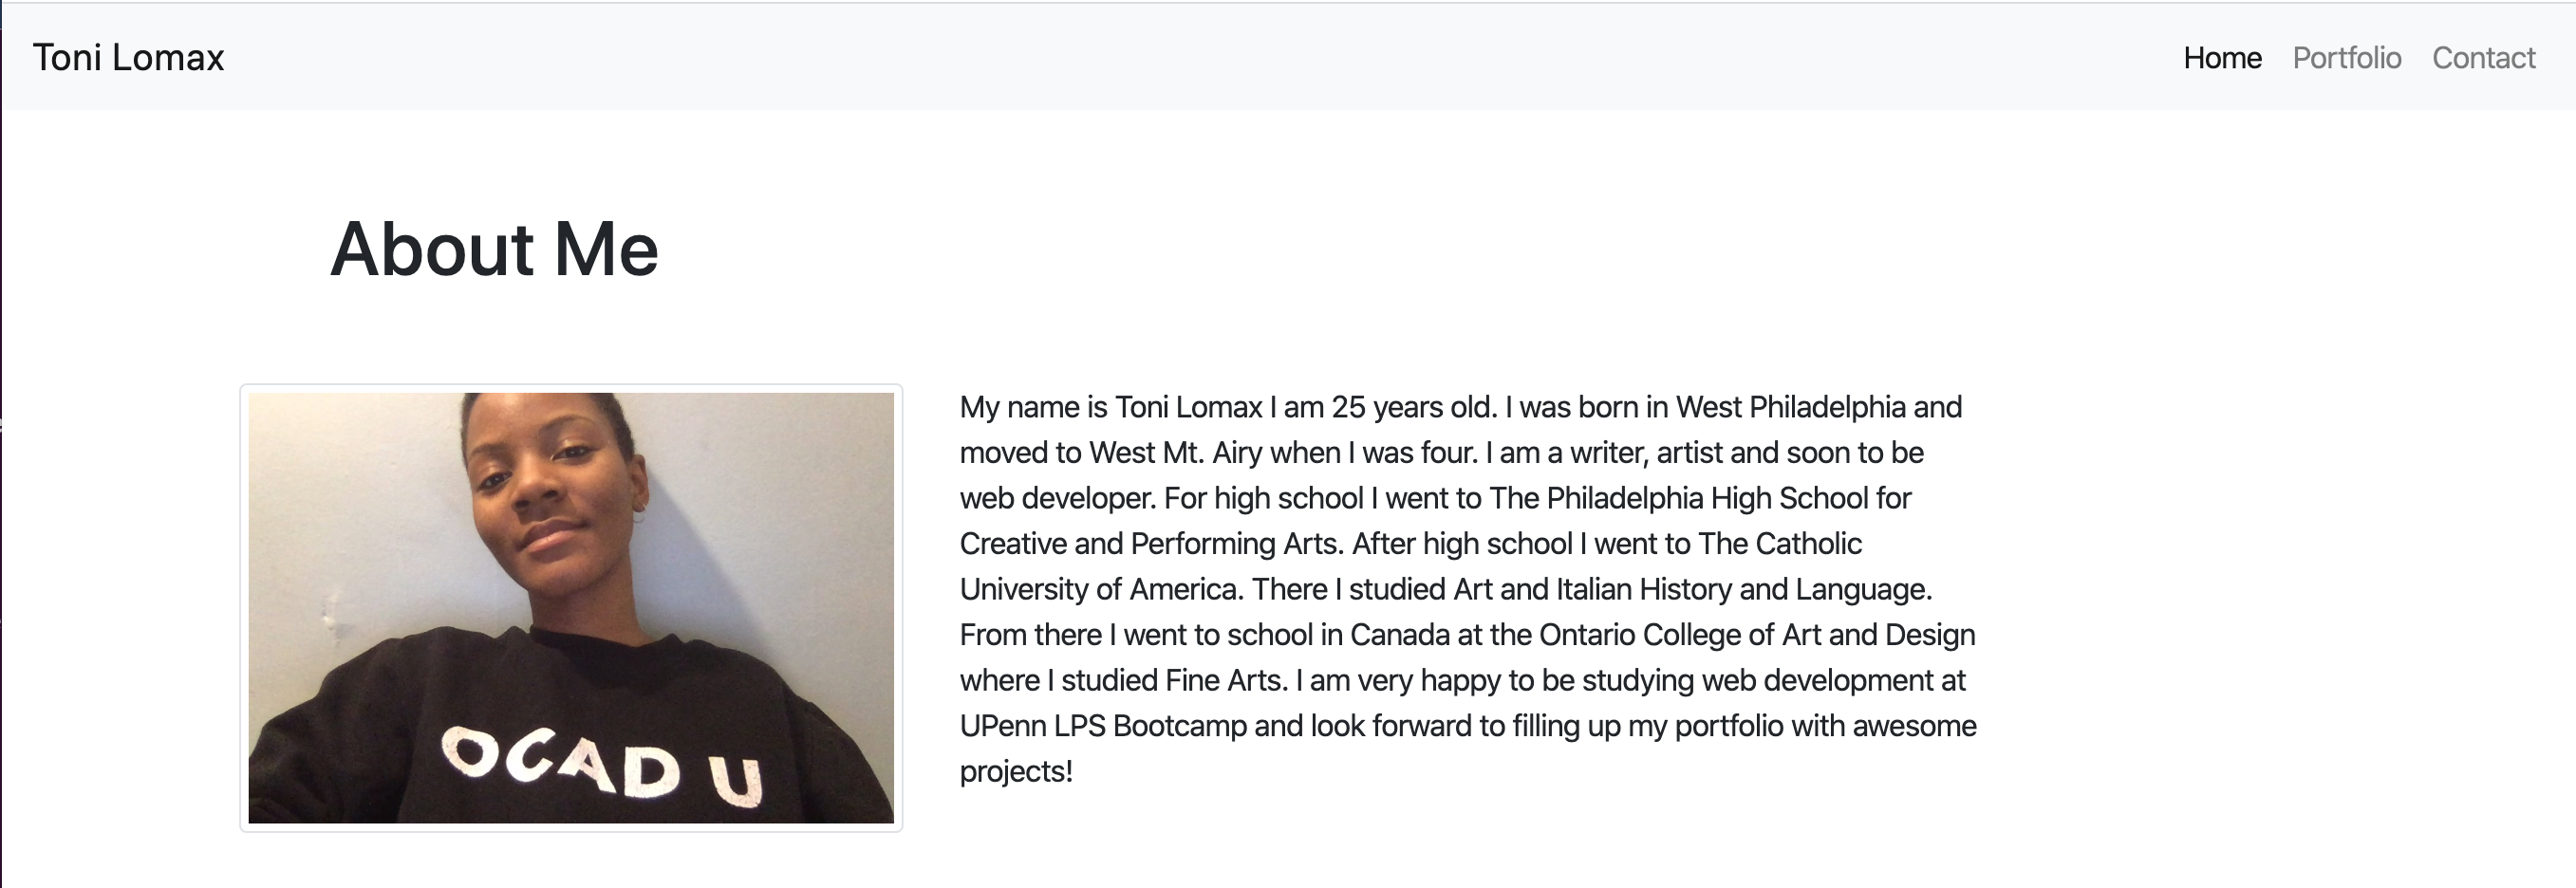 Toni Lomax
Home Portfolio Contact
About Me
My name is Toni Lomax I am 25 years old. I was born in West Philadelphia and
moved to West Mt. Airy when I was four. I am a writer, artist and soon to be
web developer. For high school I went to The Philadelphia High School for
Creative and Performing Arts. After high school I went to The Catholic
University of America. There I studied Art and Italian History and Language.
From there I went to school in Canada at the Ontario College of Art and Design
where I studied Fine Arts. I am very happy to be studying web development at
UPenn LPS Bootcamp and look forward to filling up my portfolio with awesome
projects!
OCAD U